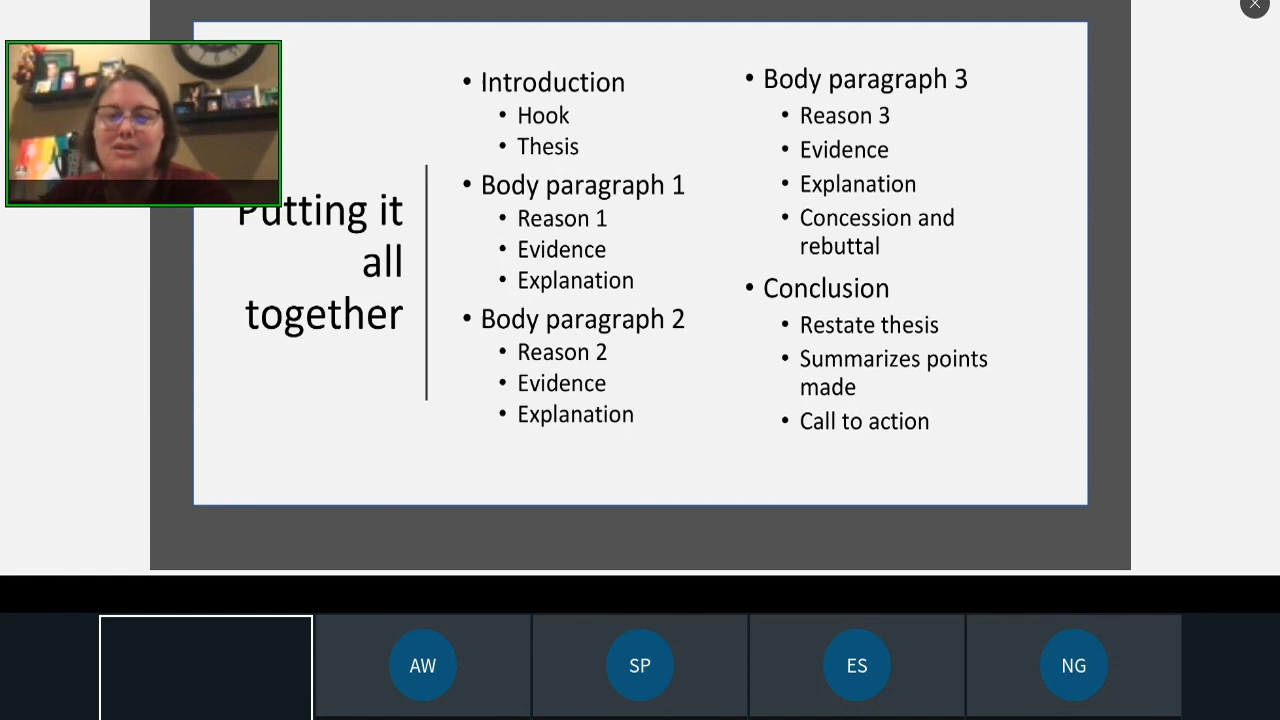 Putting it
all
together
• Introduction
• Hook
• Thesis
• Body paragraph 1
• Reason 1
• Evidence
• Explanation
• Body paragraph 2
• Reason 2
• Evidence
• Explanation
• Body paragraph 3
• Reason 3
• Evidence
• Explanation
• Concession and
rebuttal
• Conclusion
• Restate thesis
• Summarizes points
made
• Call to action
AW
SP
ES
NG